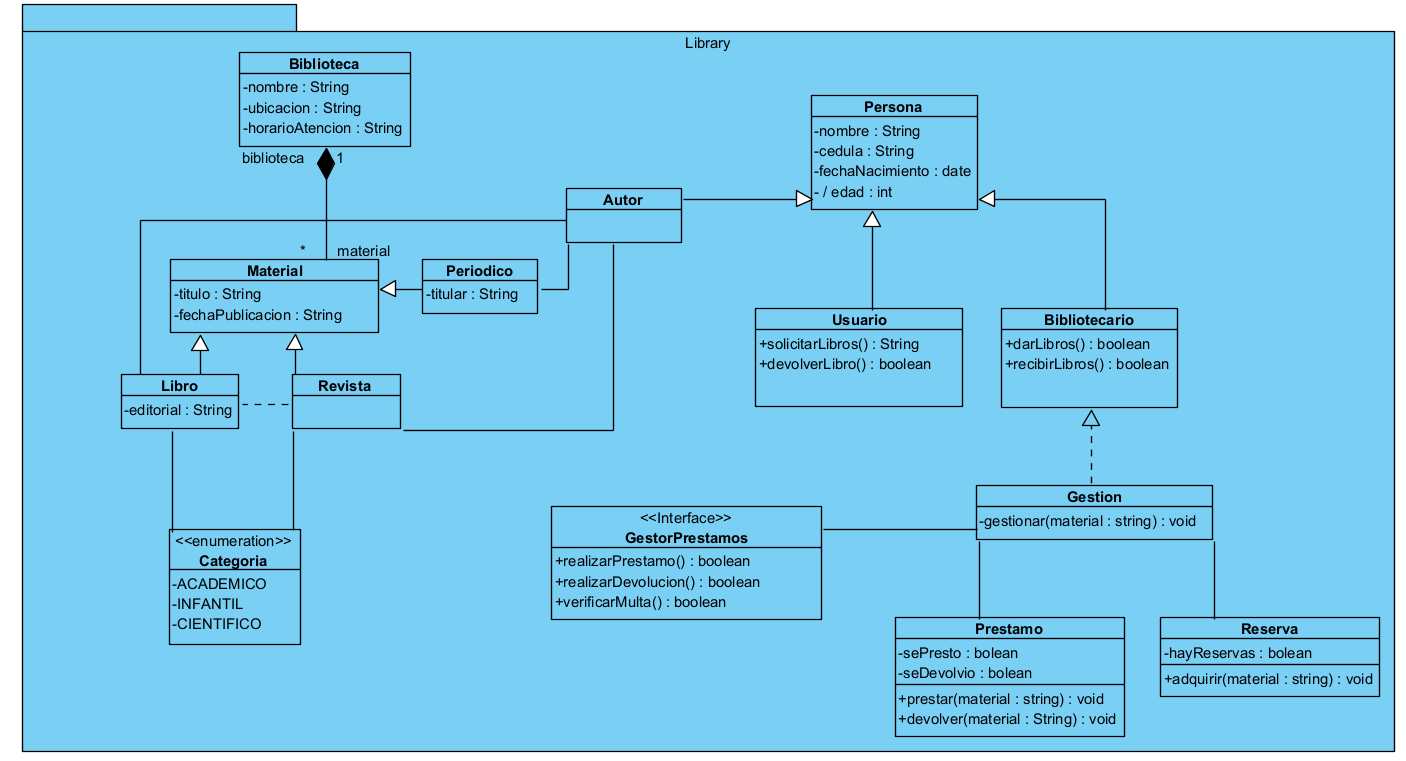 Library
Biblioteca
-nombre : String
-ubicacion : String
-horarioAtencion : String
biblioteca
1
*
material
Persona
-nombre : String
-cedula : String
-fechaNacimiento : date
- / edad : int
Autor
Material
-titulo : String
-fechaPublicacion : String
Periodico
-titular : String
Usuario
+solicitarLibros() : String
+devolverLibro() : boolean
Bibliotecario
+darLibros() : boolean
+recibirLibros() : boolean
Libro
-editorial : String
Revista
Gestion
-gestionar(material : string) : void
<<Interface>>
GestorPrestamos
+realizarPrestamo() : boolean
+realizarDevolucion() : boolean
+verificarMulta() : boolean
<<enumeration>>
Categoria
-ACADEMICO
-INFANTIL
-CIENTIFICO
Prestamo
-sePresto : bolean
-seDevolvio : bolean
+prestar(material : string) : void
+devolver(material : String) : void
Reserva
-hayReservas : bolean
+adquirir(material : string) : void